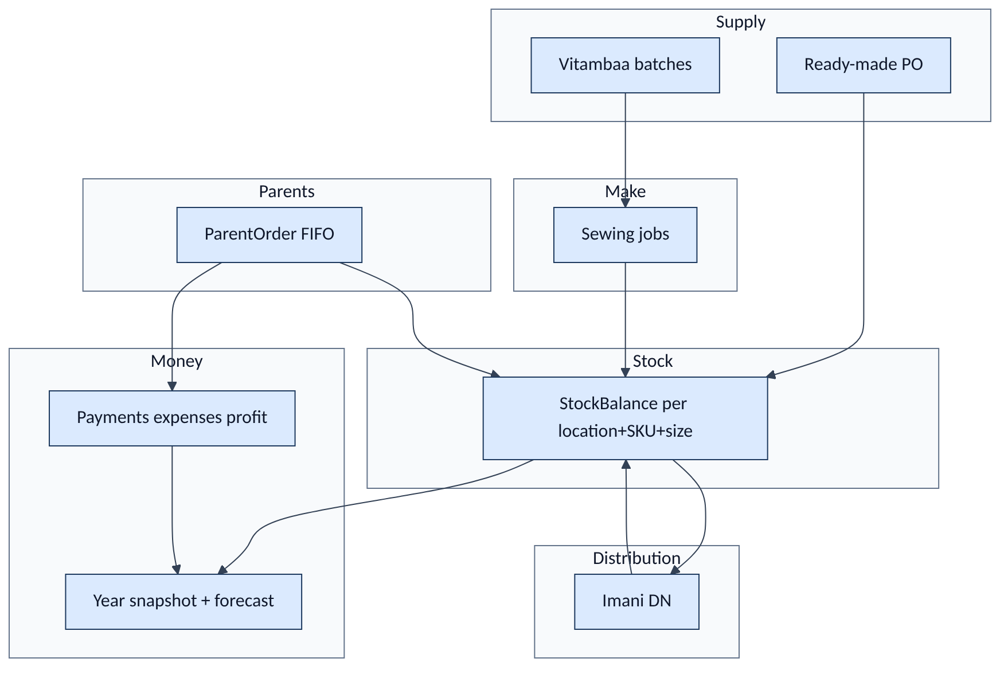 Supply
Vitambaa batches
Ready-made PO
Parents
Make
ParentOrder FIFO
Sewing jobs
Money
Stock
Payments expenses profit
StockBalance per
location+SKU+size
Distribution
Year snapshot + forecast
Imani DN